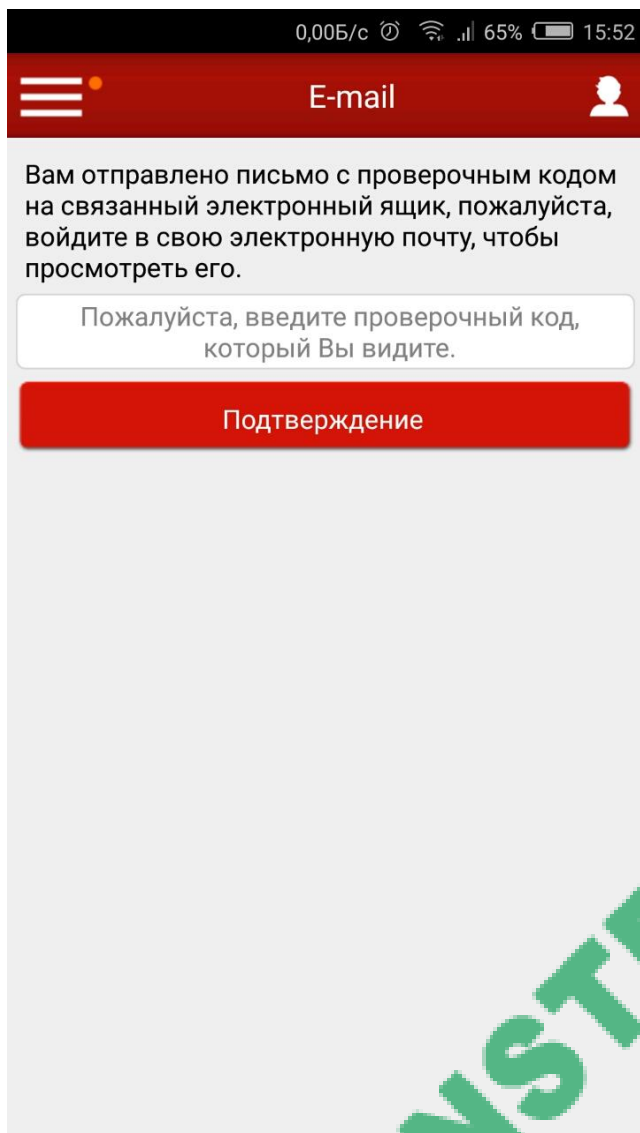 0,00Б/с 65% 15:52
E-mail
Вам отправлено письмо с проверочным кодом
на связанный электронный ящик, пожалуйста,
войдите в свою электронную почту, чтобы
просмотреть его.
Пожалуйста, введите проверочный код,
который Вы видите.
Подтверждение
NST